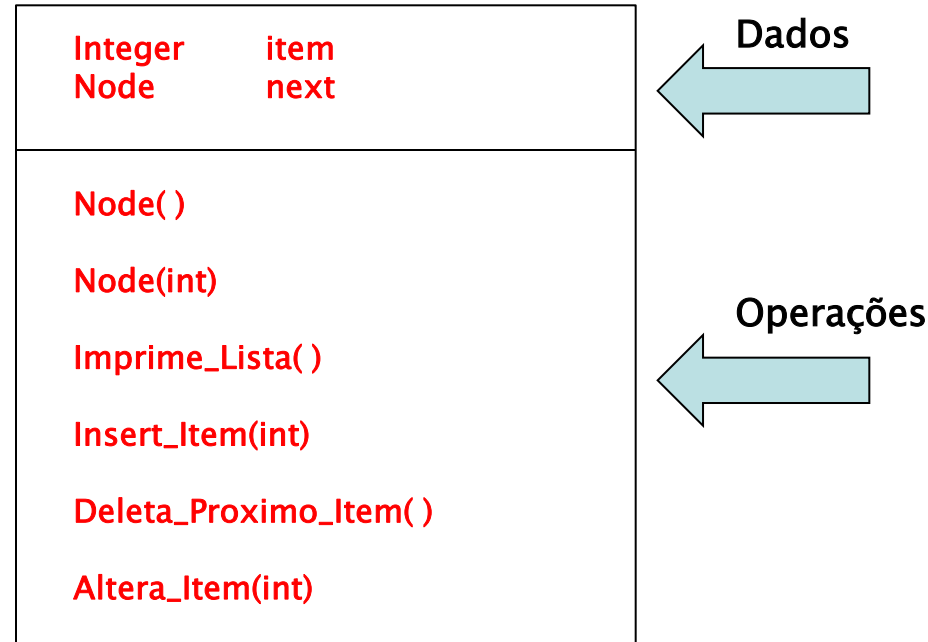 Integer item
Node next
Dados
Node( )
Node(int)
Imprime_Lista( )
Insert_Item(int)
Deleta_Proximo_Item( )
Altera_Item(int)
Operações